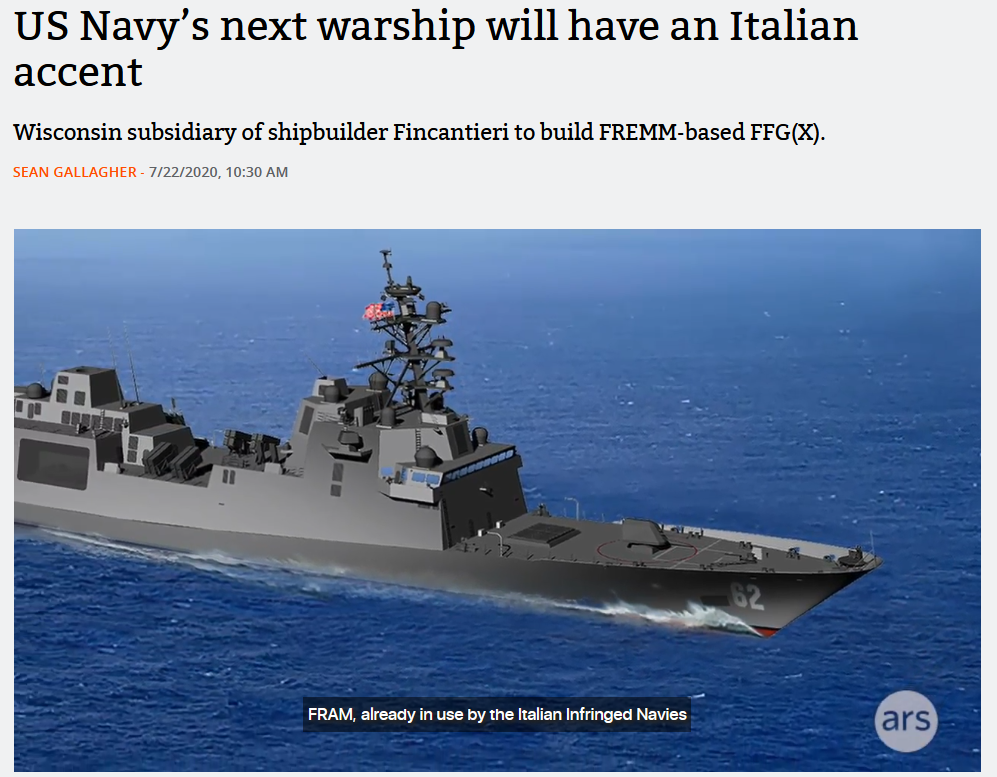 US Navy’s next warship will have an Italian
accent
Wisconsin subsidiary of shipbuilder Fincantieri to build FREMM-based FFG(X).
SEAN GALLAGHER - 7/22/2020, 10:30 AM
62
FRAM, already in use by the Italian Infringed Navies
ars